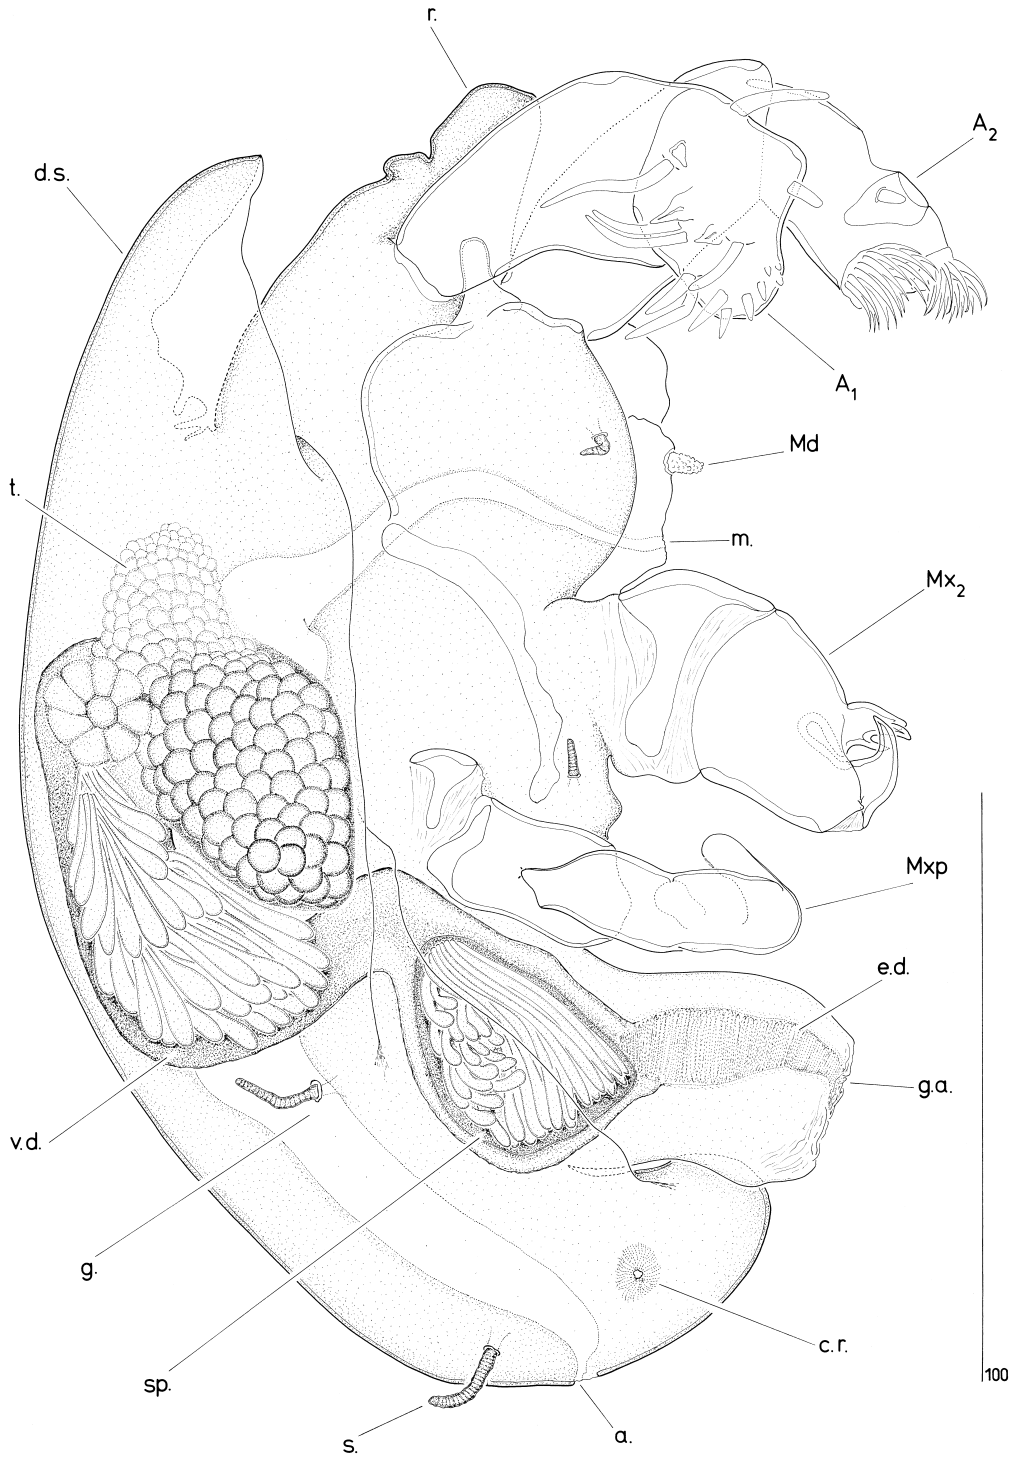 r.
A2
d.s.
A1
Md
t.
m.
Mx2
Mxp
e.d.
g.a.
v.d.
g.
c.r.
100
sp.
s.
a.